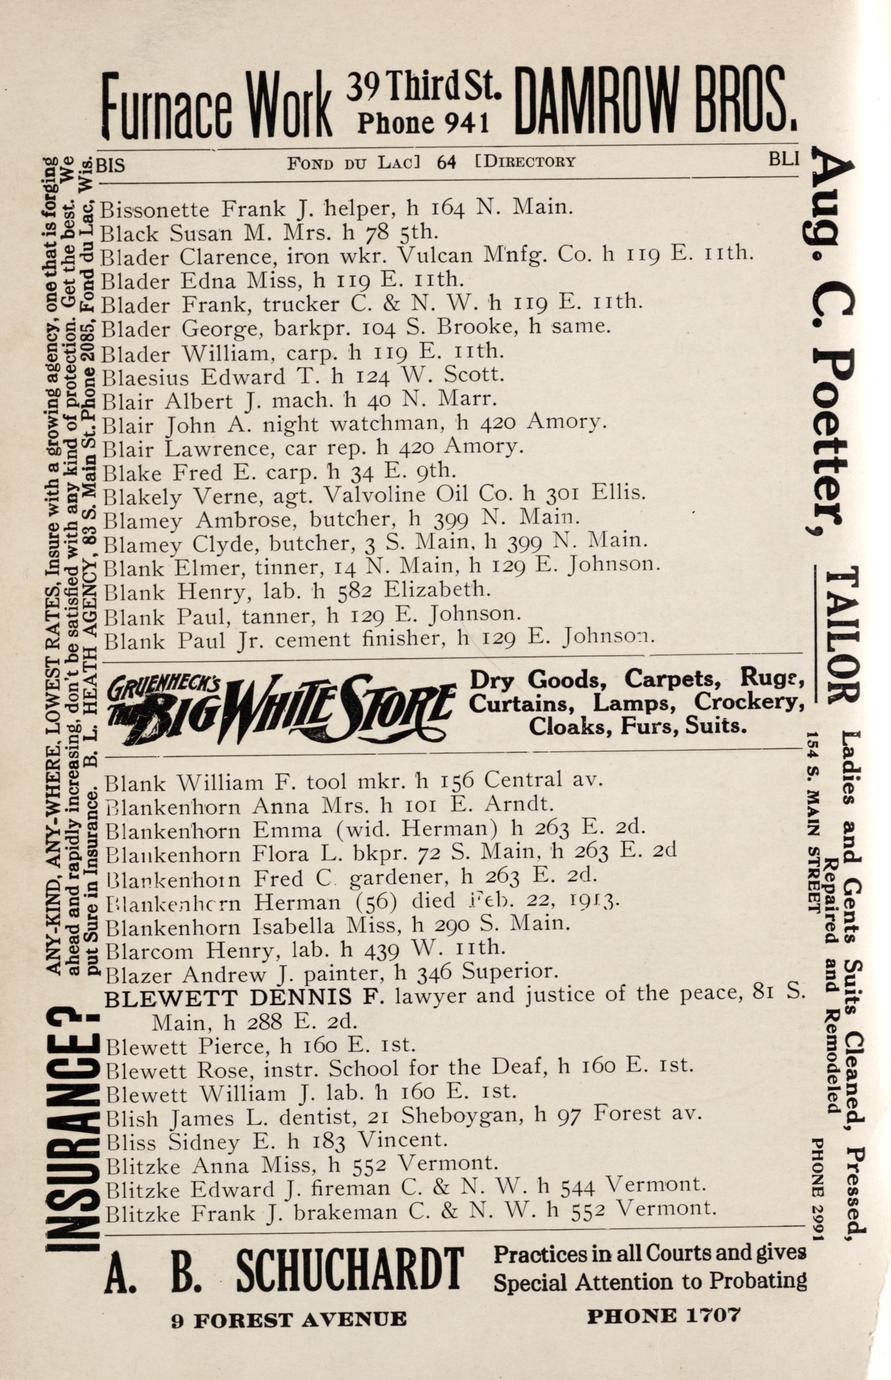 Furnace Work 39 Third St. Phone 941 DAMROW BROS.
BIS FOND DU LAC] 64 [DIRECTORY BLI
Bissonette Frank J. helper, h 164 N. Main.
Black Susan M. Mrs. h 78 5th.
Blader Clarence, iron wkr. Vulcan Mnfg. Co. h 119 E. 11th.
Blader Edna Miss, h 119 E. 11th.
Blader Frank, trucker C. & N. W. h 119 E. 11th.
Blader George, barkpr. 104 S. Brooke, h same.
Blader William, carp. h 119 E. 11th.
Blaesius Edward T. h 124 W. Scott.
Blair Albert J. mach. h 40 N. Marr.
Blair John A. night watchman, h 420 Amory.
Blair Lawrence, car rep. h 420 Amory.
Blake Fred E. carp. h 34 E. 9th.
Blakely Verne, agt. Valvoline Oil Co. h 301 Ellis.
Blamey Ambrose, butcher, h 399 N. Main.
Blamey Clyde, butcher, 3 S. Main, h 399 N. Main.
Blank Elmer, tinner, 14 N. Main, h 129 E. Johnson.
Blank Henry, lab. h 582 Elizabeth.
Blank Paul, tanner, h 129 E. Johnson.
Blank Paul Jr. cement finisher, h 129 E. Johnson.
GRUENHECK'S
THE BIG WHITE STORE
Dry Goods, Carpets, Rugs,
Curtains, Lamps, Crockery,
Cloaks, Furs, Suits.
Blank William F. tool mkr. h 156 Central av.
Blankenhorn Anna Mrs. h 101 E. Arndt.
Blankenhorn Emma (wid. Herman) h 263 E. 2d.
Blankenhorn Flora L. bkpr. 72 S. Main, h 263 E. 2d
Blankenhorn Fred C. gardener, h 263 E. 2d.
Blankenhorn Herman (56) died Feb. 22, 1913.
Blankenhorn Isabella Miss, h 290 S. Main.
Blarcom Henry, lab. h 439 W. 11th.
Blazer Andrew J. painter, h 346 Superior.
BLEWETT DENNIS F. lawyer and justice of the peace, 81 S.
Main, h 288 E. 2d.
Blewett Pierce, h 160 E. 1st.
Blewett Rose, instr. School for the Deaf, h 160 E. 1st.
Blewett William J. lab. h 160 E. 1st.
Blish James L. dentist, 21 Sheboygan, h 97 Forest av.
Bliss Sidney E. h 183 Vincent.
Blitzke Anna Miss, h 552 Vermont.
Blitzke Edward J. fireman C. & N. W. h 544 Vermont.
Blitzke Frank J. brakeman C. & N. W. h 552 Vermont.
A. B. SCHUCHARDT
Practices in all Courts and gives
Special Attention to Probating
9 FOREST AVENUE PHONE 1707
INSURANCE?
ANY-KIND, ANY-WHERE, LOWEST RATES, Insure with a growing agency, one that is forging
ahead and rapidly increasing, don't be satisfied with any kind of protection. Get the best. We
put Sure in Insurance. B. L. HEATH AGENCY, 83 S. Main St. Phone 2085, Fond du Lac, Wis.
Aug. C. Poetter, TAILOR
Ladies and Gents Suits Cleaned, Pressed,
Repaired and Remodeled
154 S. MAIN STREET PHONE 2991